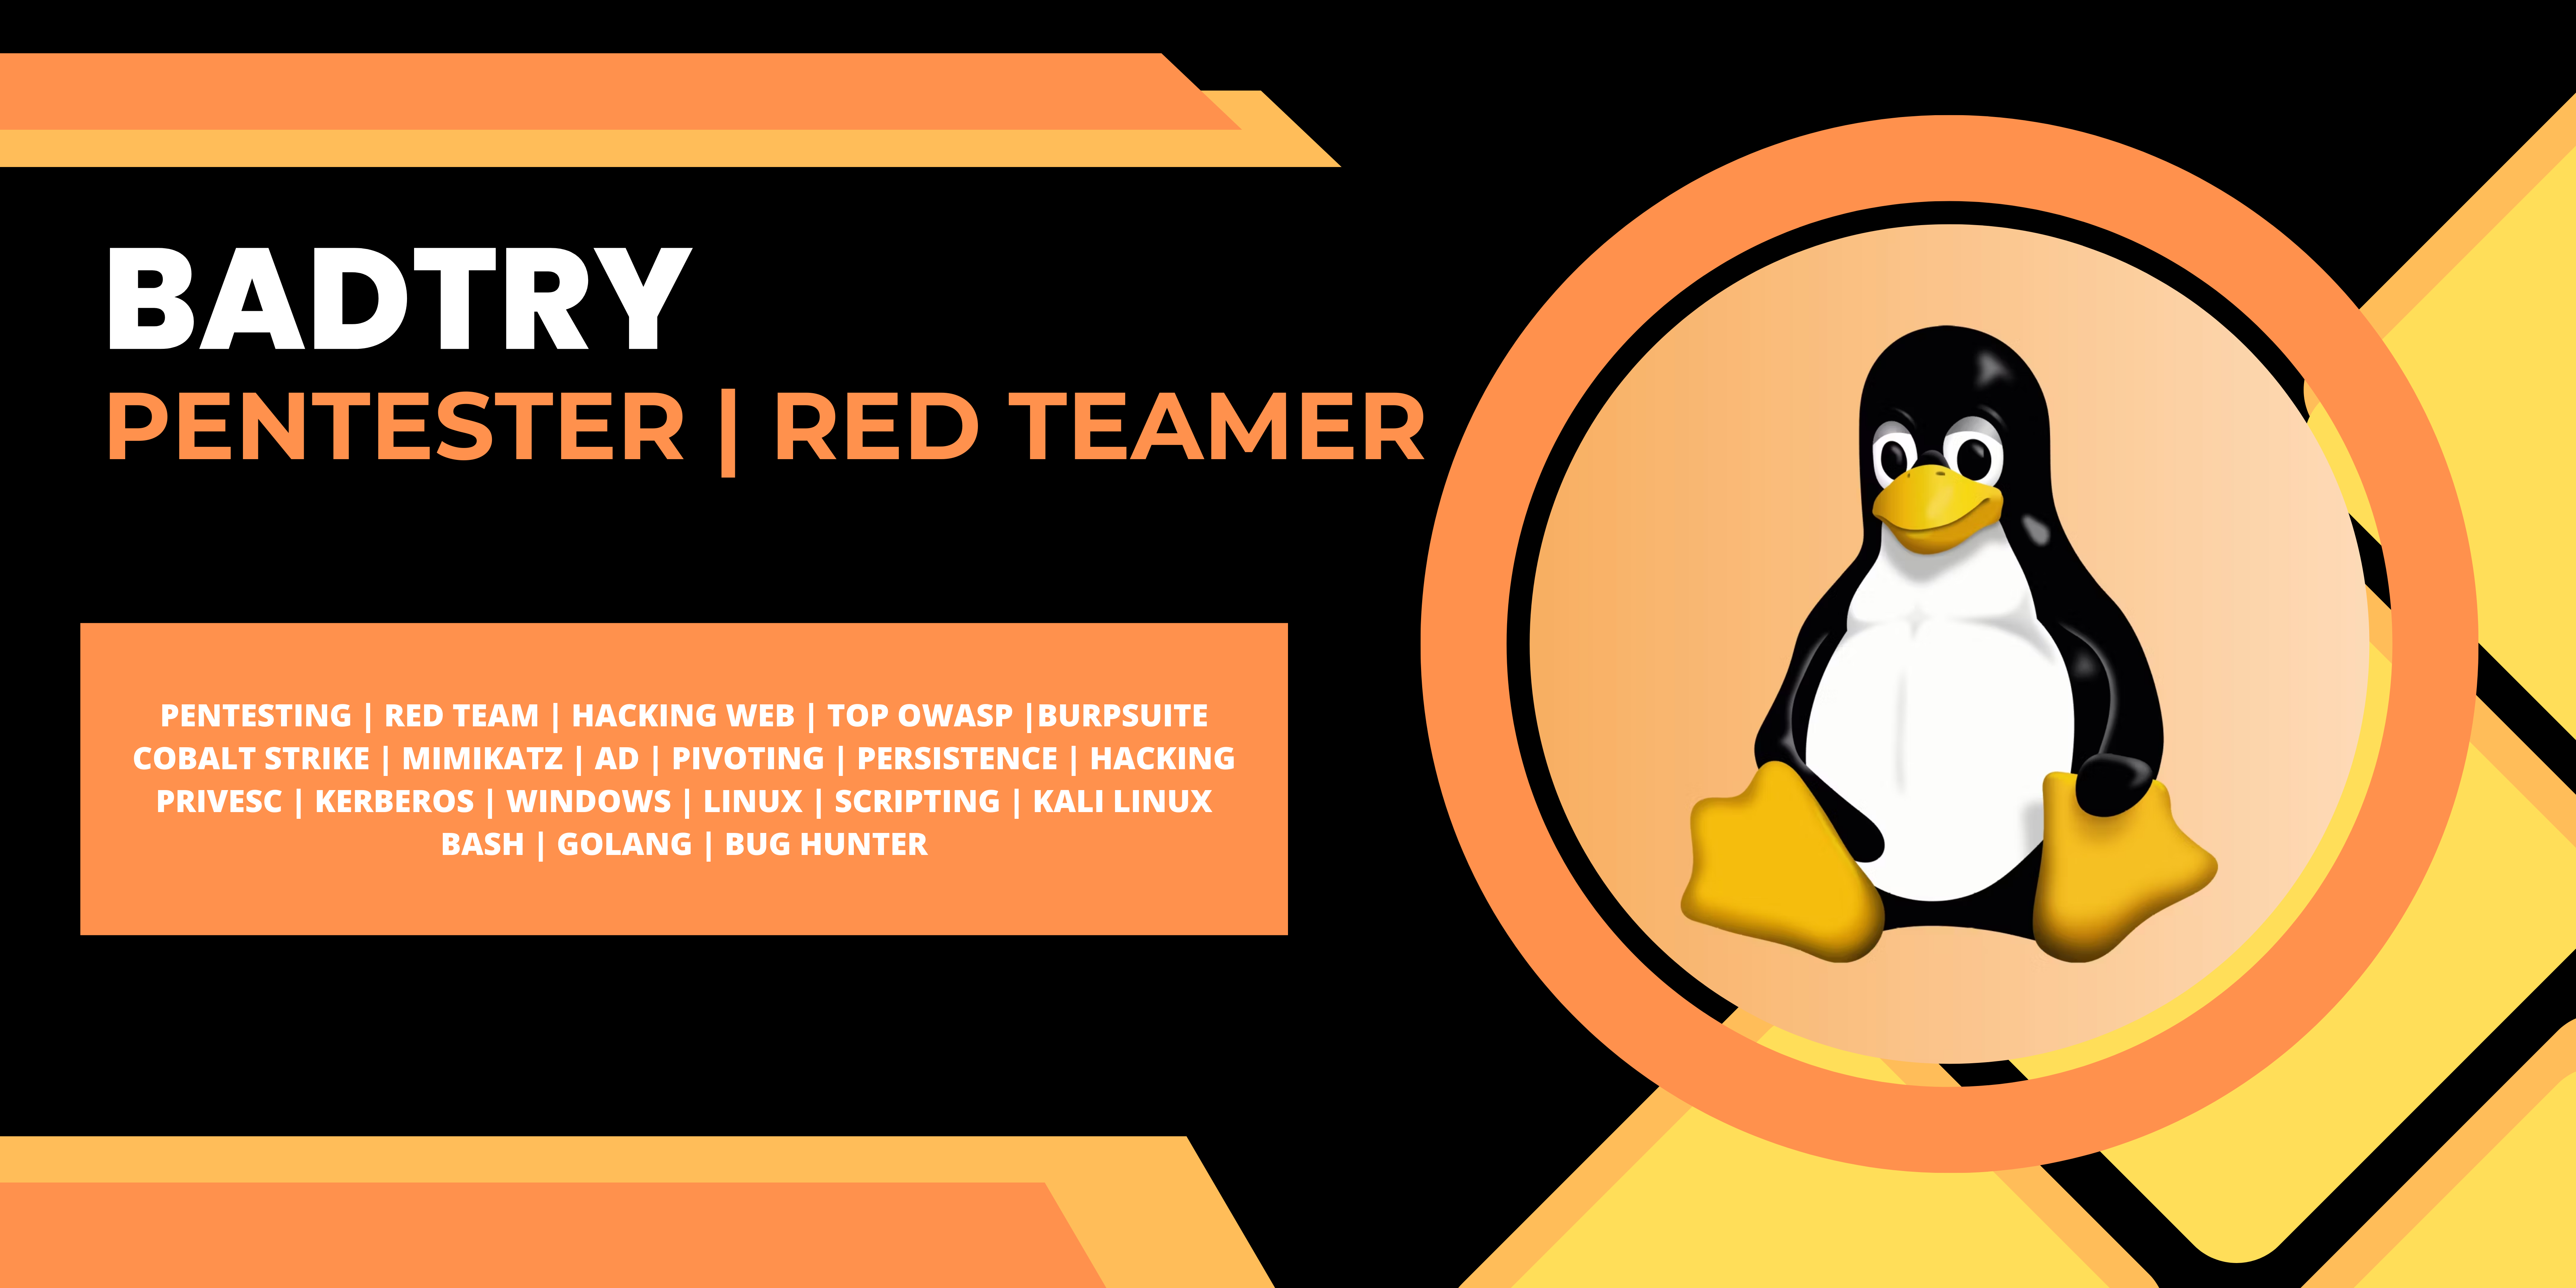 BADTRY
PENTESTER | RED TEAMER
PENTESTING | RED TEAM | HACKING WEB | TOP OWASP |BURPSUITE
COBALT STRIKE | MIMIKATZ | AD | PIVOTING | PERSISTENCE | HACKING
PRIVESC | KERBEROS | WINDOWS | LINUX | SCRIPTING | KALI LINUX
BASH | GOLANG | BUG HUNTER